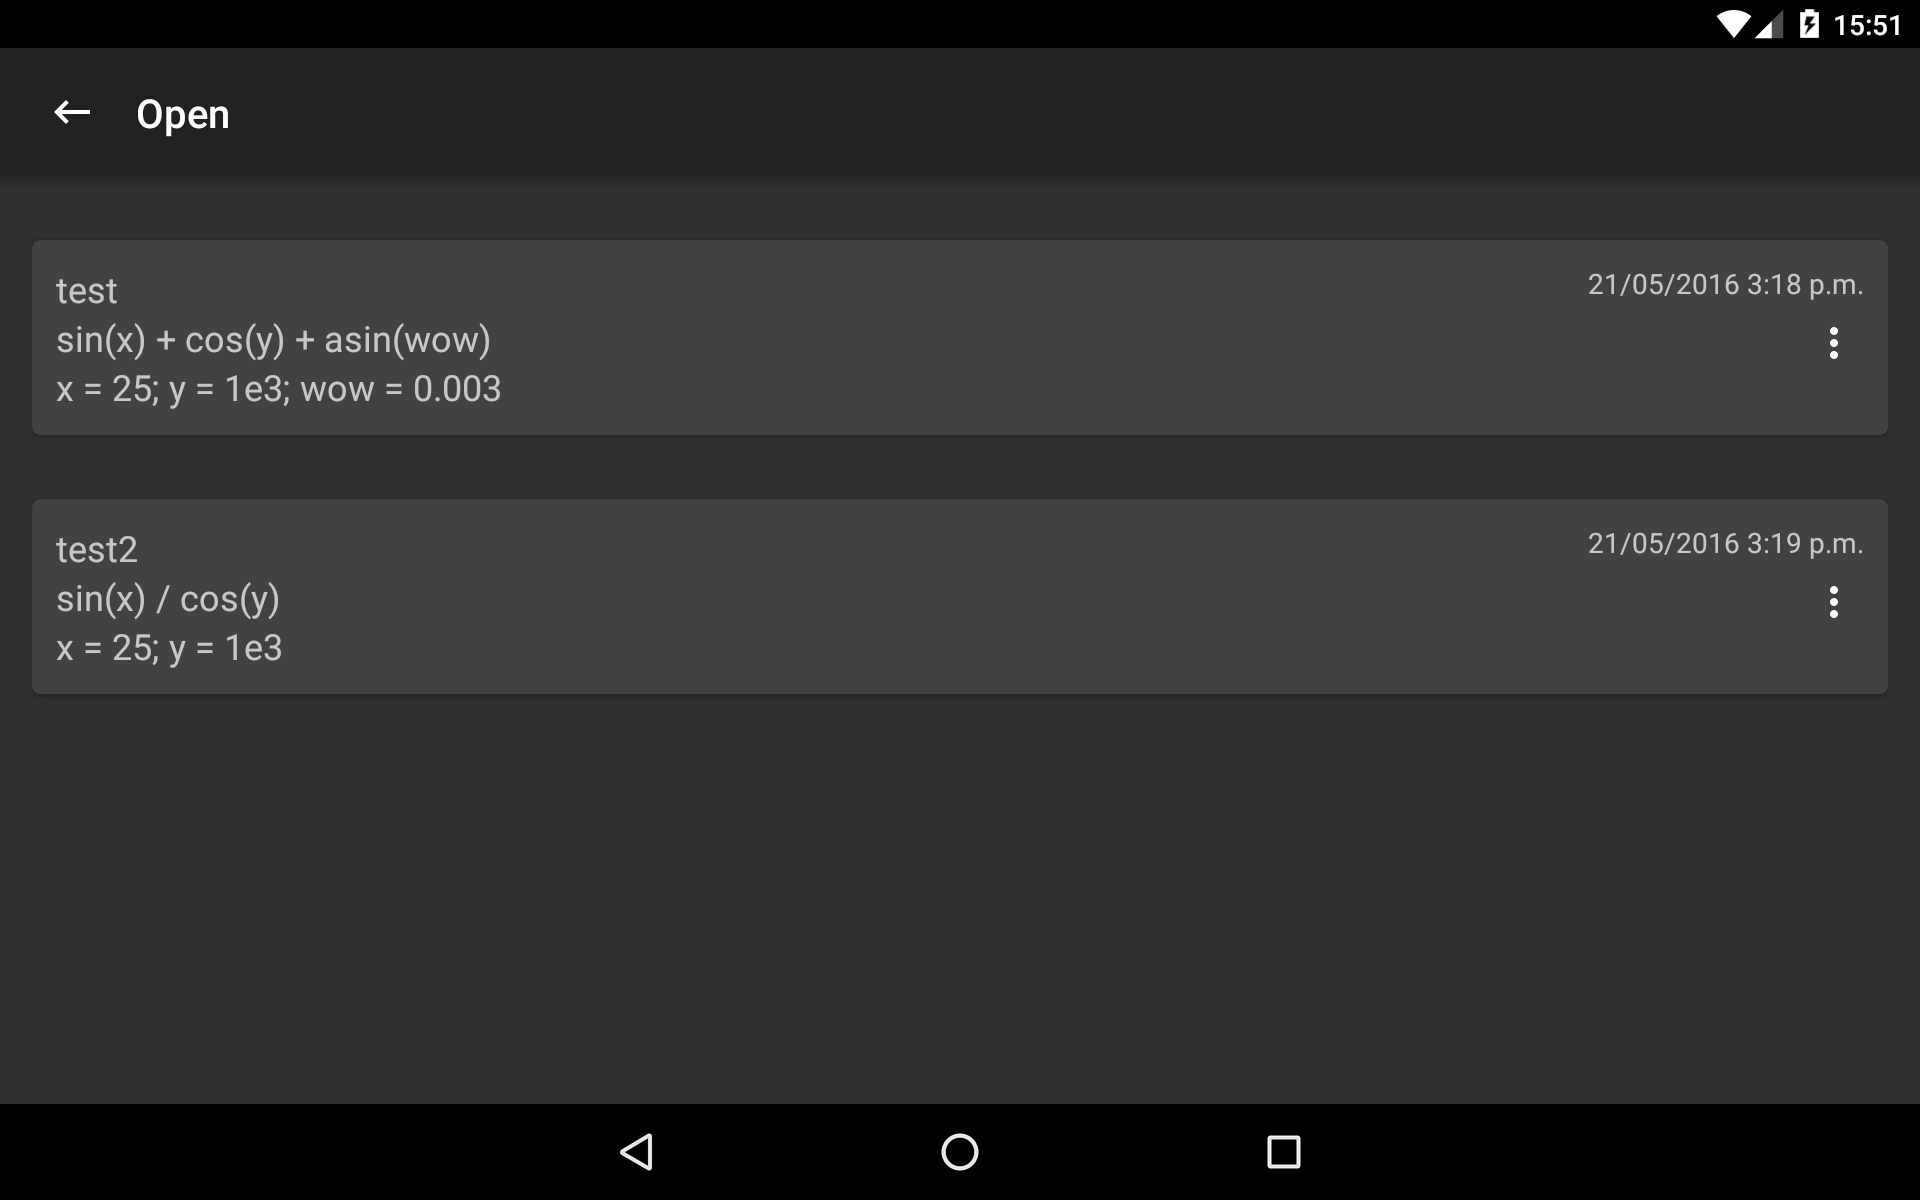 15:51
Open
test
21/05/2016 3:18 p.m.
sin(x) + cos(y) + asin(wow)
x = 25; y = 1e3; wow = 0.003
test2
21/05/2016 3:19 p.m.
sin(x) / cos(y)
x = 25; y = 1e3